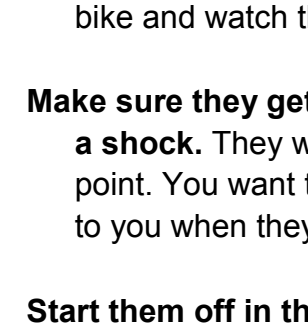 bike and watch
Make sure they get
a shock. They
point. You want
to you when they
Start them off in